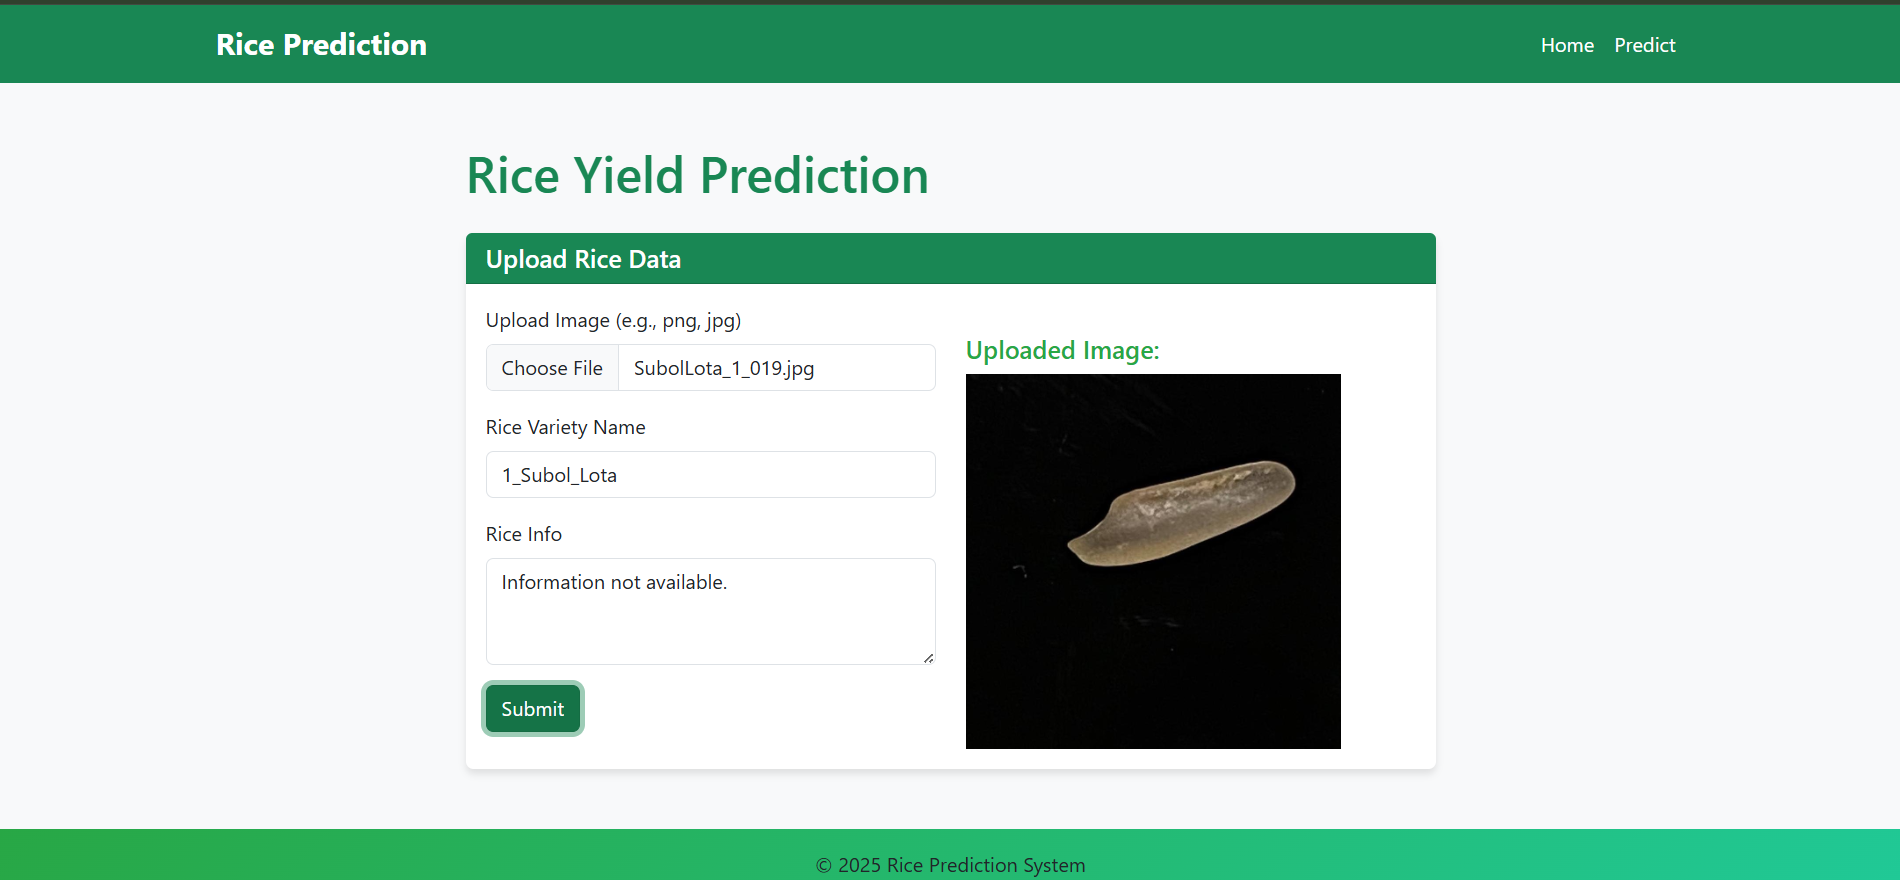 Rice Prediction
Home Predict
Rice Yield Prediction
Upload Rice Data
Upload Image (e.g., png, jpg)
Choose File SubolLota_1_019.jpg
Rice Variety Name
1_Subol_Lota
Rice Info
Information not available.
Submit
Uploaded Image:
© 2025 Rice Prediction System